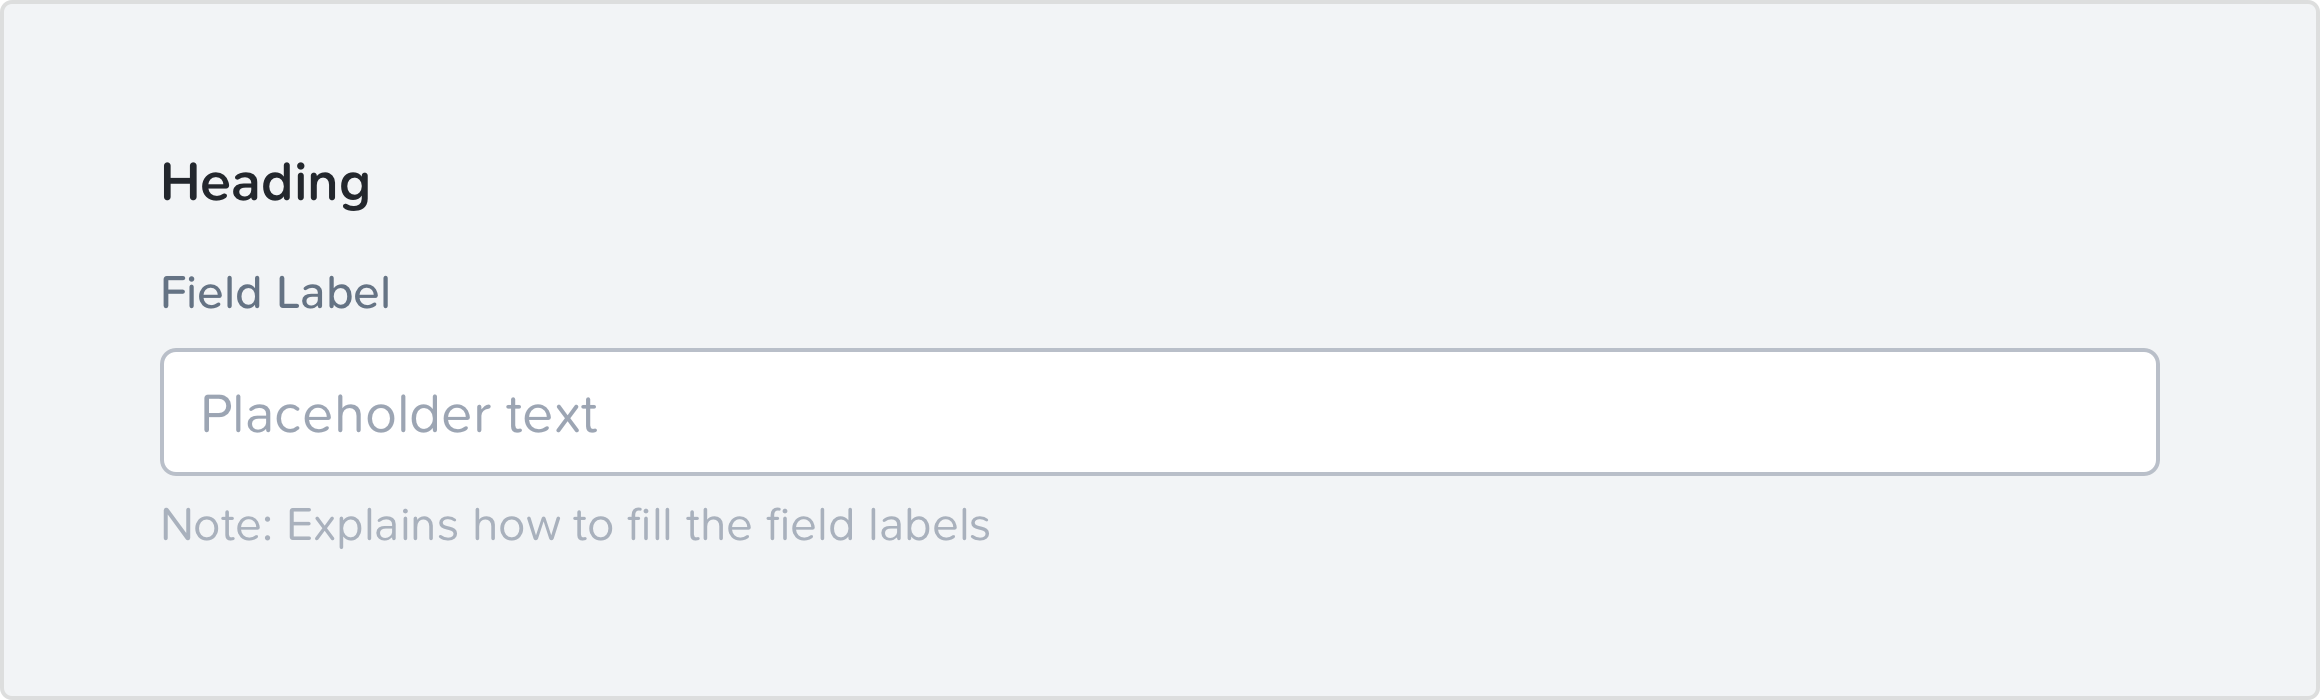 Heading
Field Label
Placeholder text
Note: Explains how to fill the field labels